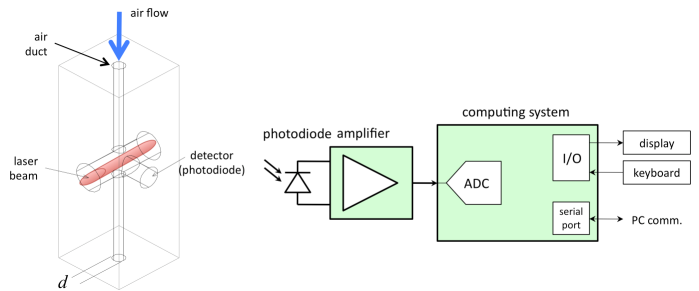 air flow
air
duct
laser
beam
detector
(photodiode)
d
computing system
photodiode amplifier
ADC
I/O
display
keyboard
serial
port
PC comm.